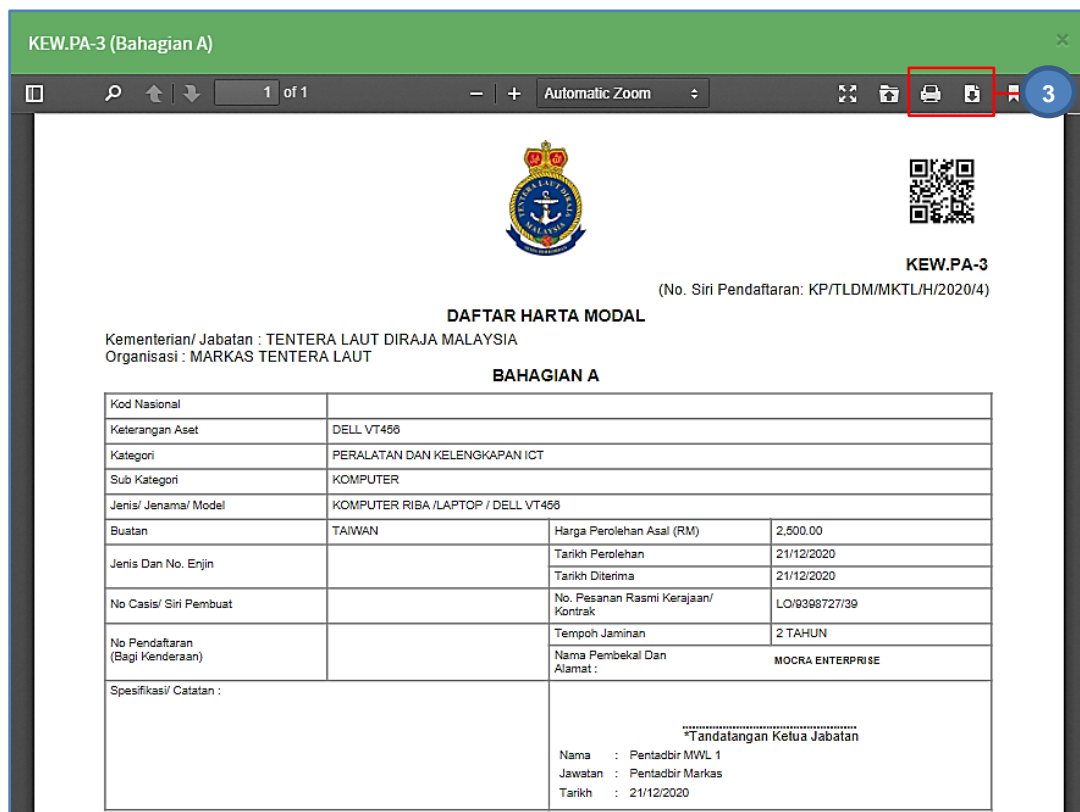 KEW.PA-3 (Bahagian A)
1 of 1
Automatic Zoom
3
TENTERA LAUT DIRAJA
MALAYSIA
KEW.PA-3
(No. Siri Pendaftaran: KP/TLDM/MKTL/H/2020/4)
DAFTAR HARTA MODAL
Kementerian/ Jabatan : TENTERA LAUT DIRAJA MALAYSIA
Organisasi : MARKAS TENTERA LAUT
BAHAGIAN A
Kod Nasional
Keterangan Aset DELL VT456
Kategori PERALATAN DAN KELENGKAPAN ICT
Sub Kategori KOMPUTER
Jenis/ Jenama/ Model KOMPUTER RIBA /LAPTOP / DELL VT456
Buatan TAIWAN Harga Perolehan Asal (RM) 2,500.00
Jenis Dan No. Enjin
Tarikh Perolehan 21/12/2020
Tarikh Diterima 21/12/2020
No Casis/ Siri Pembuat
No. Pesanan Rasmi Kerajaan/
Kontrak
LO/9398727/39
No Pendaftaran
(Bagi Kenderaan)
Tempoh Jaminan 2 TAHUN
Nama Pembekal Dan
Alamat :
MOCRA ENTERPRISE
Spesifikasi/ Catatan :
*Tandatangan Ketua Jabatan
Nama : Pentadbir MWL 1
Jawatan : Pentadbir Markas
Tarikh : 21/12/2020